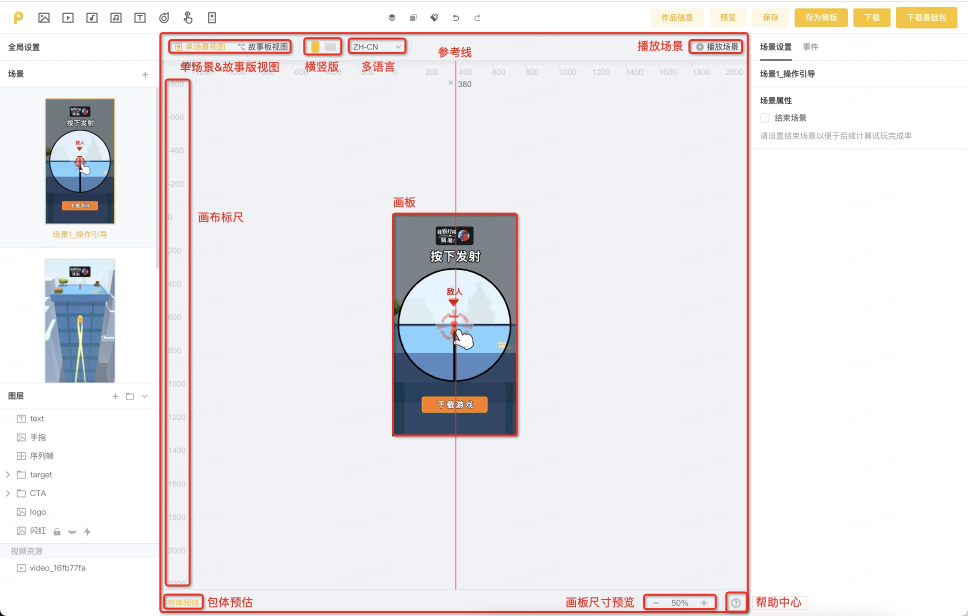 P
T
作品信息
预览
保存
存为模板
下载
下载基础包
全局设置
单场景视图
故事板视图
ZH-CN
参考线
播放场景
播放场景
场景设置
事件
场景
+
单场景&故事版视图
横竖版
多语言
-1200
-1000
-800
-600
0
200
400
600
800
1000
1200
1400
1600
1800
2000
× 380
场景1_操作引导
场景属性
结束场景
请设置结束场景以便于后续计算试玩完成率
-800
-600
-400
-200
0
200
400
600
800
1000
1200
1400
1600
1800
2000
按下发射
敌人
下载游戏
场景1_操作引导
画布标尺
画板
按下发射
敌人
下载游戏
图层
+
text
手指
序列帧
target
CTA
logo
闪红
视频资源
video_16fb77fa
包体预估
包体预估
画板尺寸预览
− 50% +
?
帮助中心